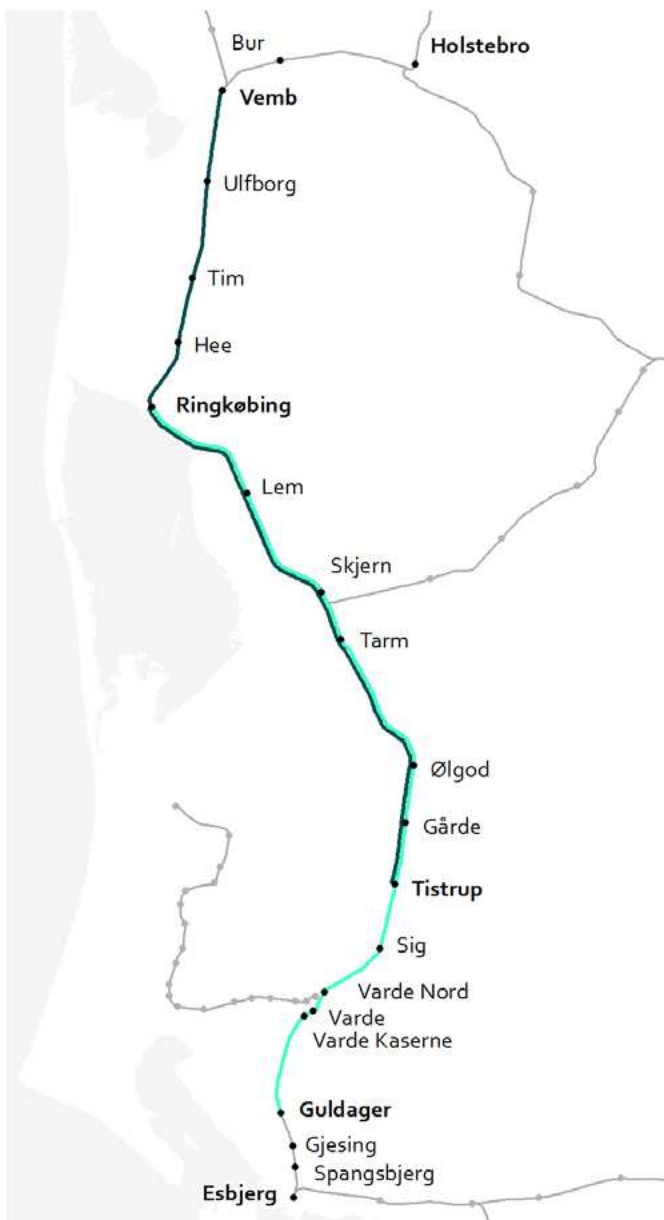 Bur
Holstebro
Vemb
Ulfborg
Tim
Hee
Ringkøbing
Lem
Skjern
Tarm
Ølgod
Gårde
Tistrup
Sig
Varde Nord
Varde
Varde Kaserne
Guldager
Gjesing
Spangsbjerg
Esbjerg